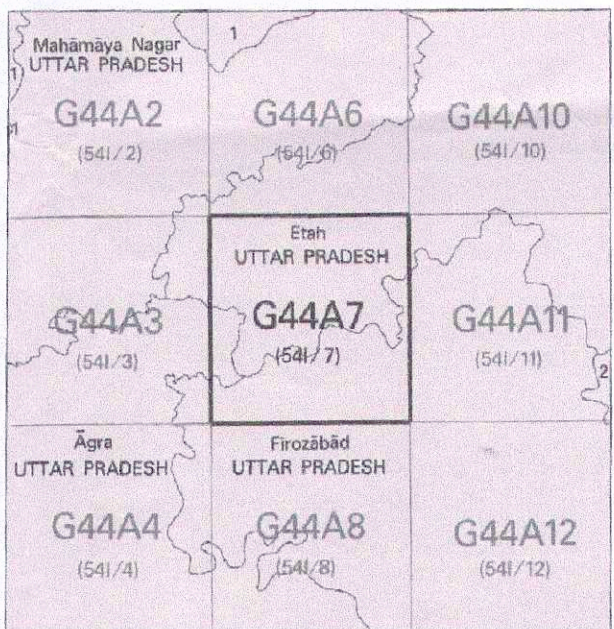 Mahāmāya Nagar
UTTAR PRADESH
1
1
1
G44A2
(54I/2)
G44A6
(54I/6)
G44A10
(54I/10)
Etah
UTTAR PRADESH
G44A3
(54I/3)
G44A7
(54I/7)
G44A11
(54I/11)
2
Āgra
UTTAR PRADESH
Firozābād
UTTAR PRADESH
G44A4
(54I/4)
G44A8
(54I/8)
G44A12
(54I/12)